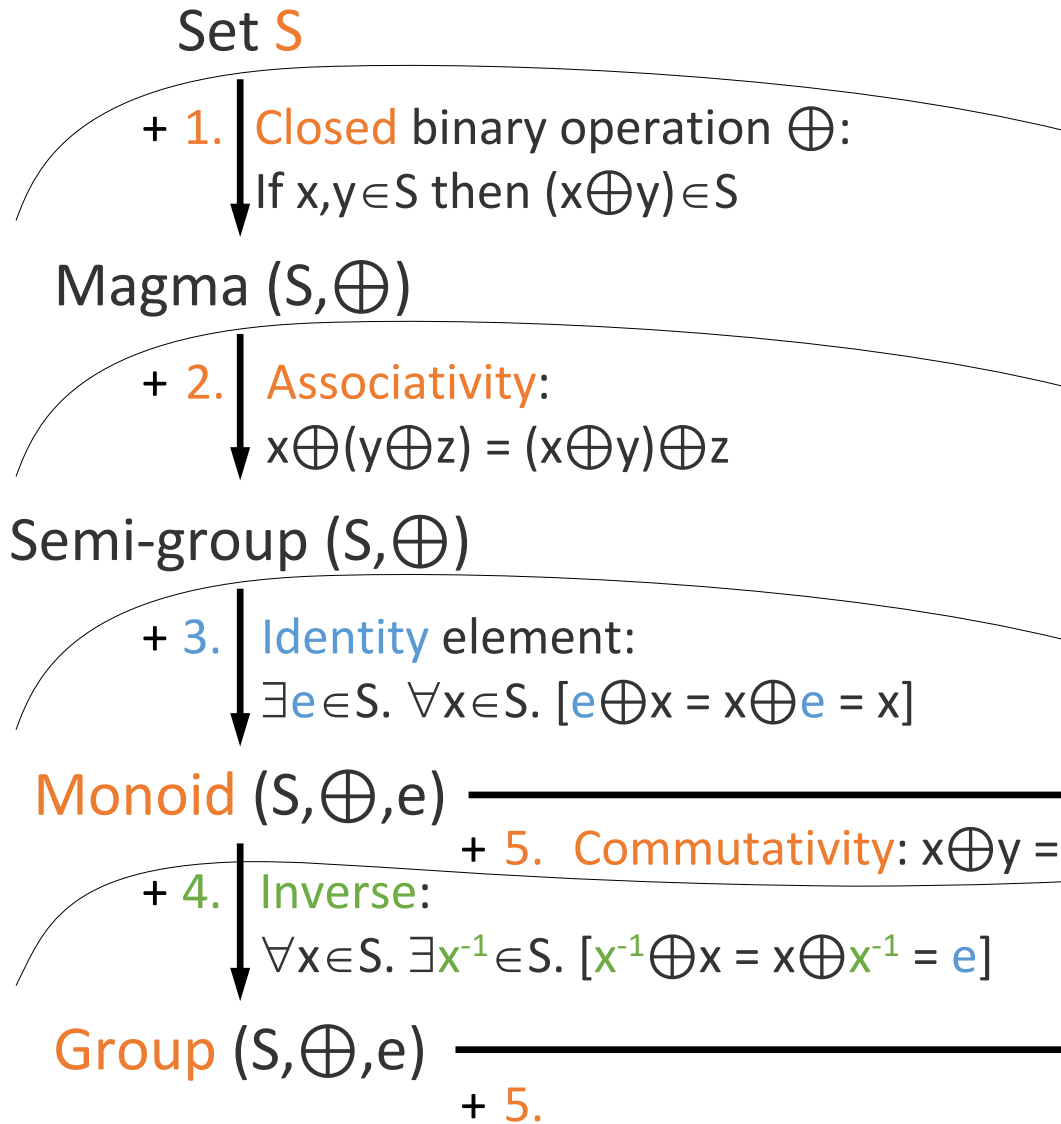 Set S
+ 1. Closed binary operation ⊕:
If x,y∈S then (x⊕y)∈S
Magma (S,⊕)
+ 2. Associativity:
x⊕(y⊕z) = (x⊕y)⊕z
Semi-group (S,⊕)
+ 3. Identity element:
∃e∈S. ∀x∈S. [e⊕x = x⊕e = x]
Monoid (S,⊕,e)
+ 5. Commutativity: x⊕y =
+ 4. Inverse:
∀x∈S. ∃x⁻¹∈S. [x⁻¹⊕x = x⊕x⁻¹ = e]
Group (S,⊕,e)
+ 5.